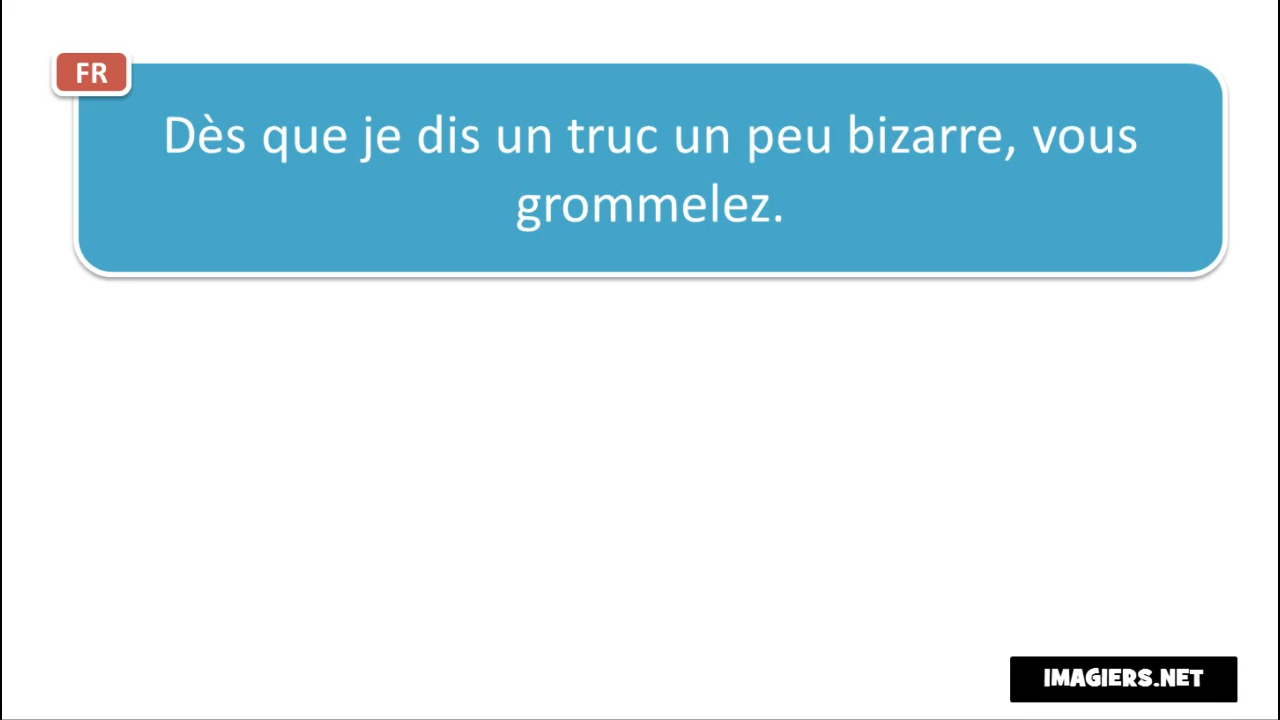 FR
Dès que je dis un truc un peu bizarre, vous
grommelez.
IMAGIERS.NET